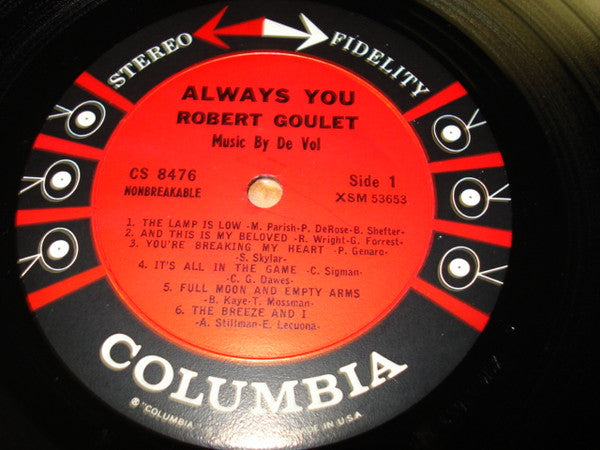 STEREO FIDELITY
ALWAYS YOU
ROBERT GOULET
Music By De Vol
CS 8476 Side 1
NONBREAKABLE XSM 53653
1. THE LAMP IS LOW -M. Parish-P. DeRose-B. Shefter-
2. AND THIS IS MY BELOVED -R. Wright-G. Forrest-
3. YOU'RE BREAKING MY HEART -P. Genaro-
-S. Skylar-
4. IT'S ALL IN THE GAME -C. Sigman-
-C. G. Dawes-
5. FULL MOON AND EMPTY ARMS
-B. Kaye-T. Mossman-
6. THE BREEZE AND I
-A. Stillman-E. Lecuona-
COLUMBIA
® "COLUMBIA MADE IN U.S.A.